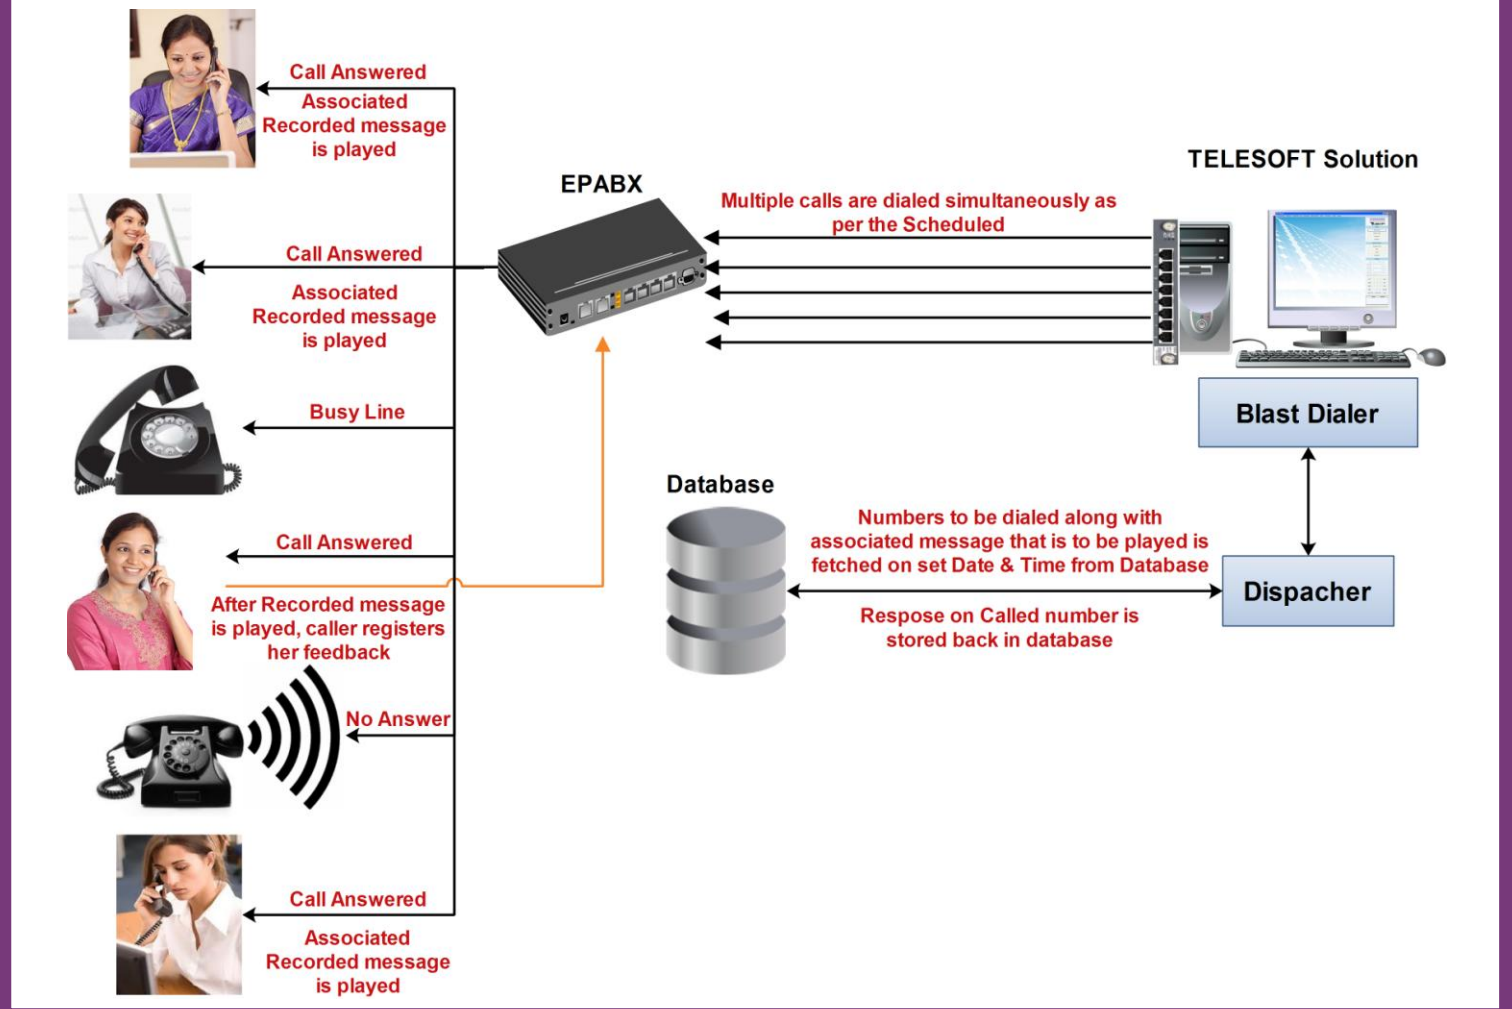 Call Answered
Associated
Recorded message
is played
TELESOFT Solution
EPABX
Multiple calls are dialed simultaneously as
per the Scheduled
Call Answered
Associated
Recorded message
is played
Busy Line
Blast Dialer
Database
Numbers to be dialed along with
associated message that is to be played is
fetched on set Date & Time from Database
Dispacher
Respose on Called number is
stored back in database
Call Answered
After Recorded message
is played, caller registers
her feedback
No Answer
Call Answered
Associated
Recorded message
is played